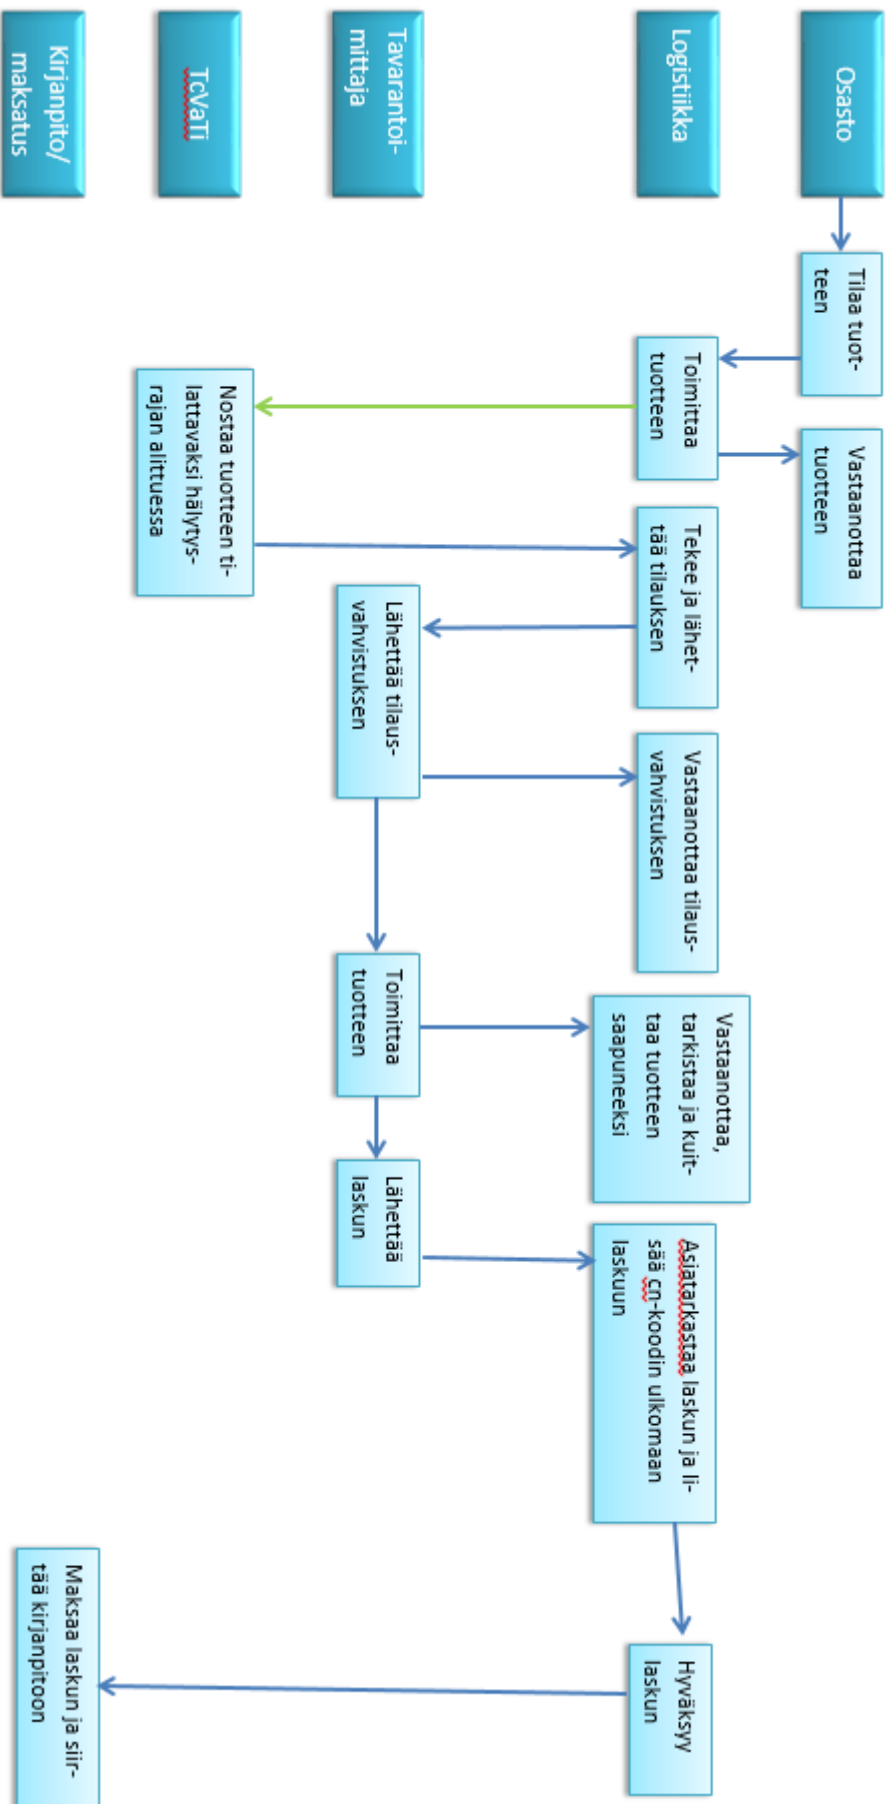 Osasto
Tilaa tuot-
teen
Vastaanottaa
tuotteen
Logistiikka
Toimittaa
tuotteen
Tekee ja lähet-
tää tilauksen
Vastaanottaa tilaus-
vahvistuksen
Vastaanottaa,
tarkistaa ja kuit-
taa tuotteen
saapuneeksi
Asiatarkastaa laskun ja li-
sää cn-koodin ulkomaan
laskuun
Hyväksyy
laskun
Tavarantoi-
mittaja
Lähettää tilaus-
vahvistuksen
Toimittaa
tuotteen
Lähettää
laskun
TcVaTi
Nostaa tuotteen ti-
lattavaksi hälytys-
rajan alittuessa
Kirjanpito/
maksatus
Maksaa laskun ja siir-
tää kirjanpitoon